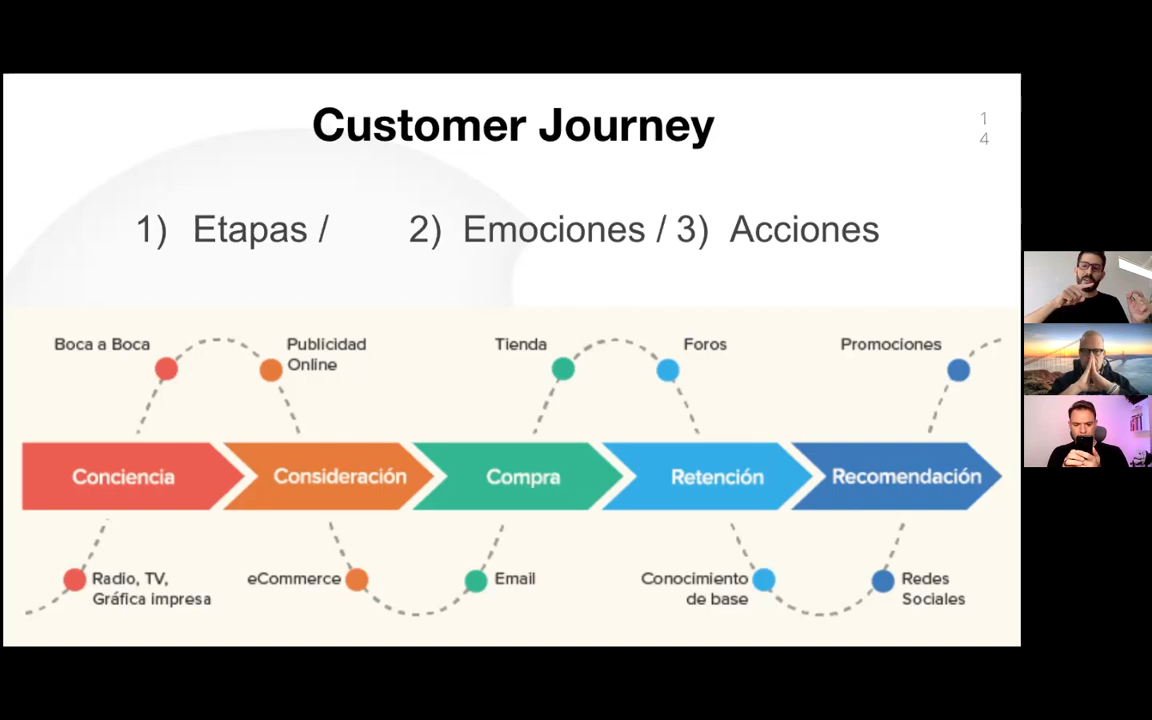 Customer Journey
1
4
1) Etapas / 2) Emociones / 3) Acciones
Boca a Boca
Publicidad
Online
Tienda
Foros
Promociones
Conciencia
Consideración
Compra
Retención
Recomendación
Radio, TV,
Gráfica impresa
eCommerce
Email
Conocimiento
de base
Redes
Sociales